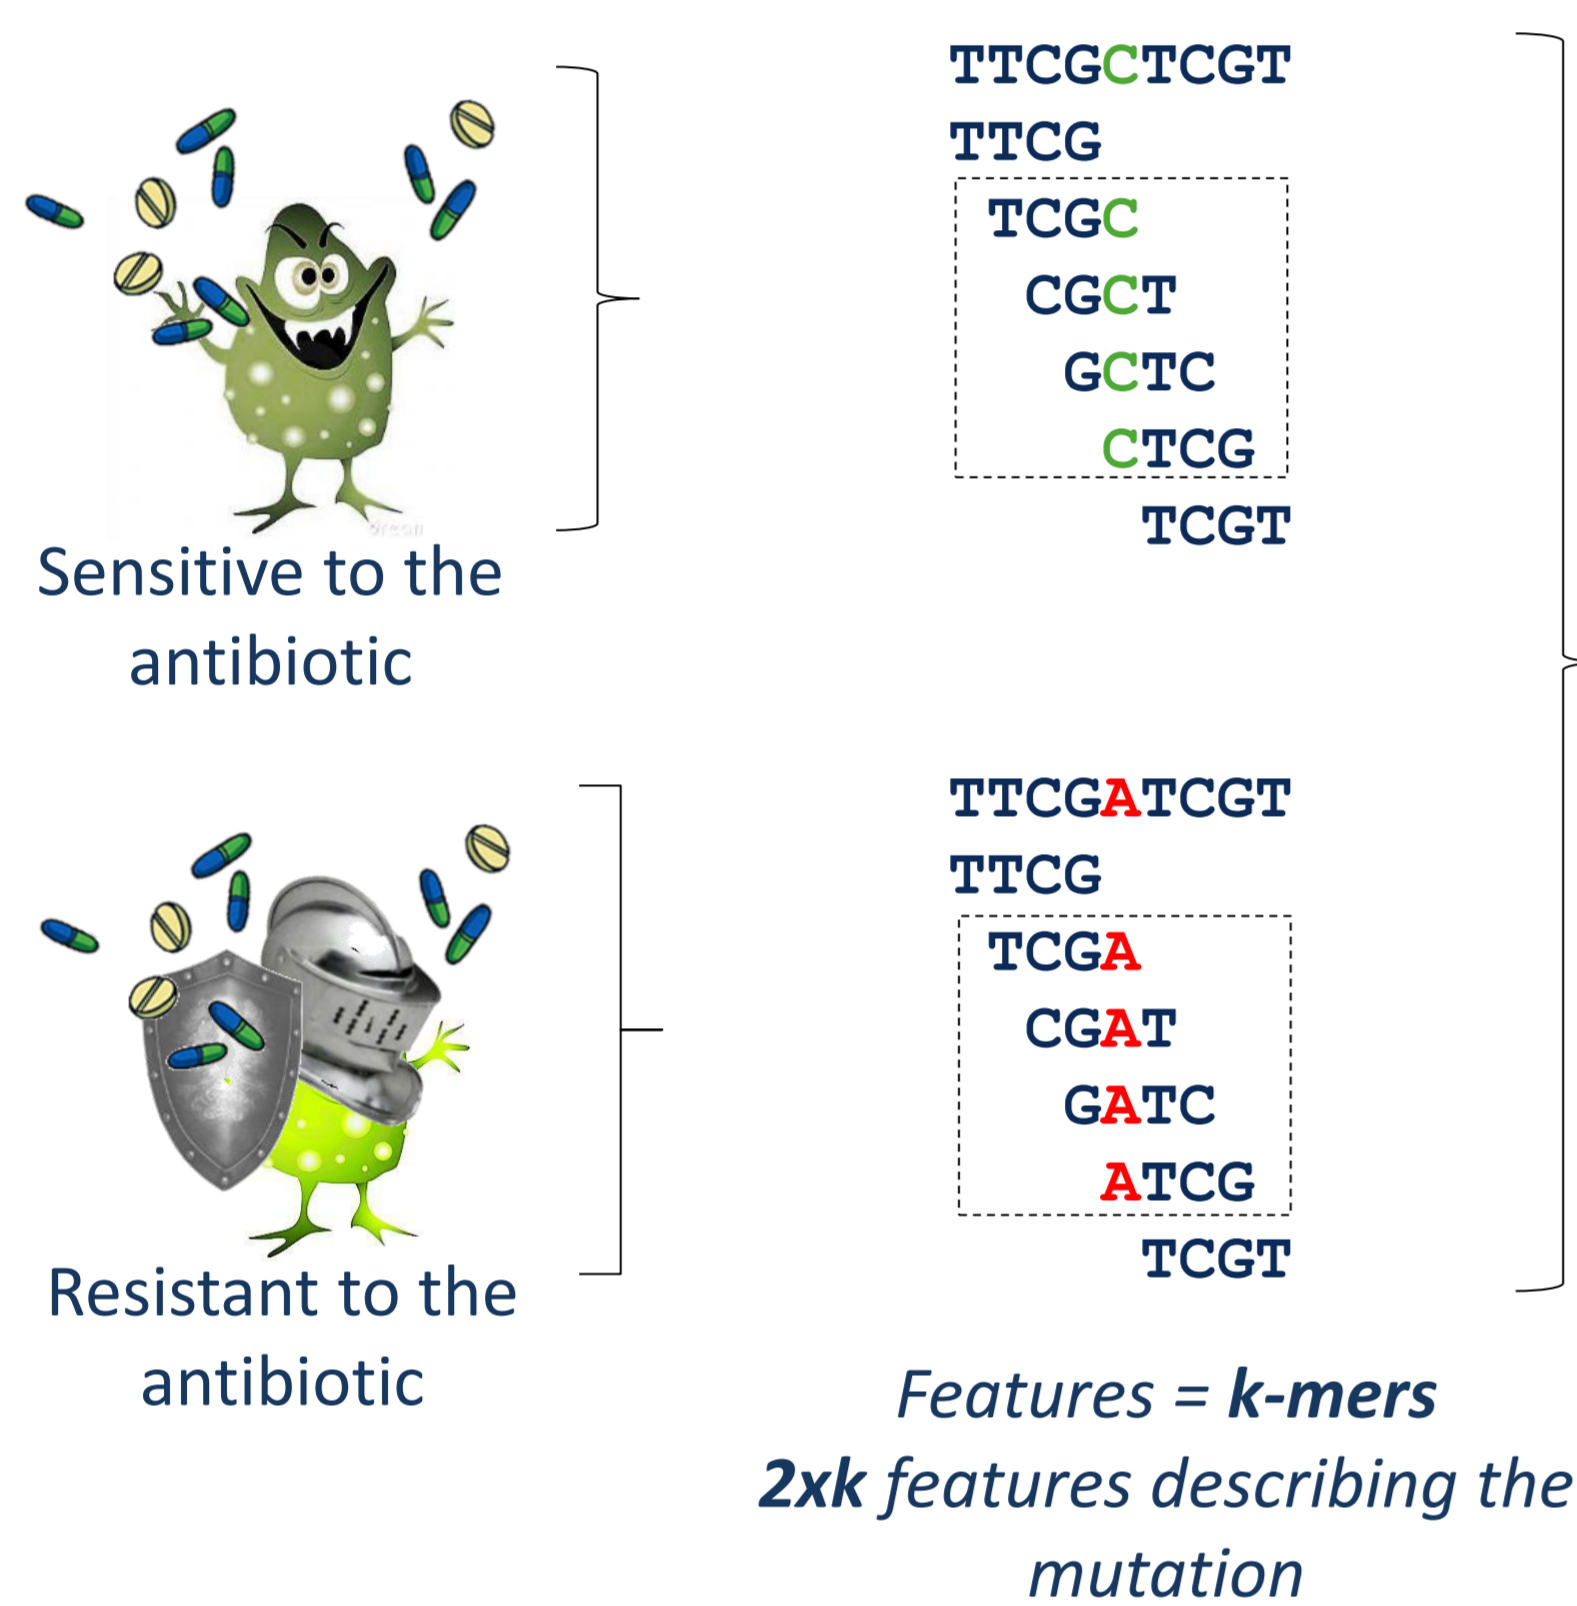 TTCGCTCGT
TTCG
TCGC
CGCT
GCTC
CTCG
TCGT
Sensitive to the
antibiotic
TTCGATCGT
TTCG
TCGA
CGAT
GATC
ATCG
TCGT
Resistant to the
antibiotic
Features = k-mers
2xk features describing the
mutation